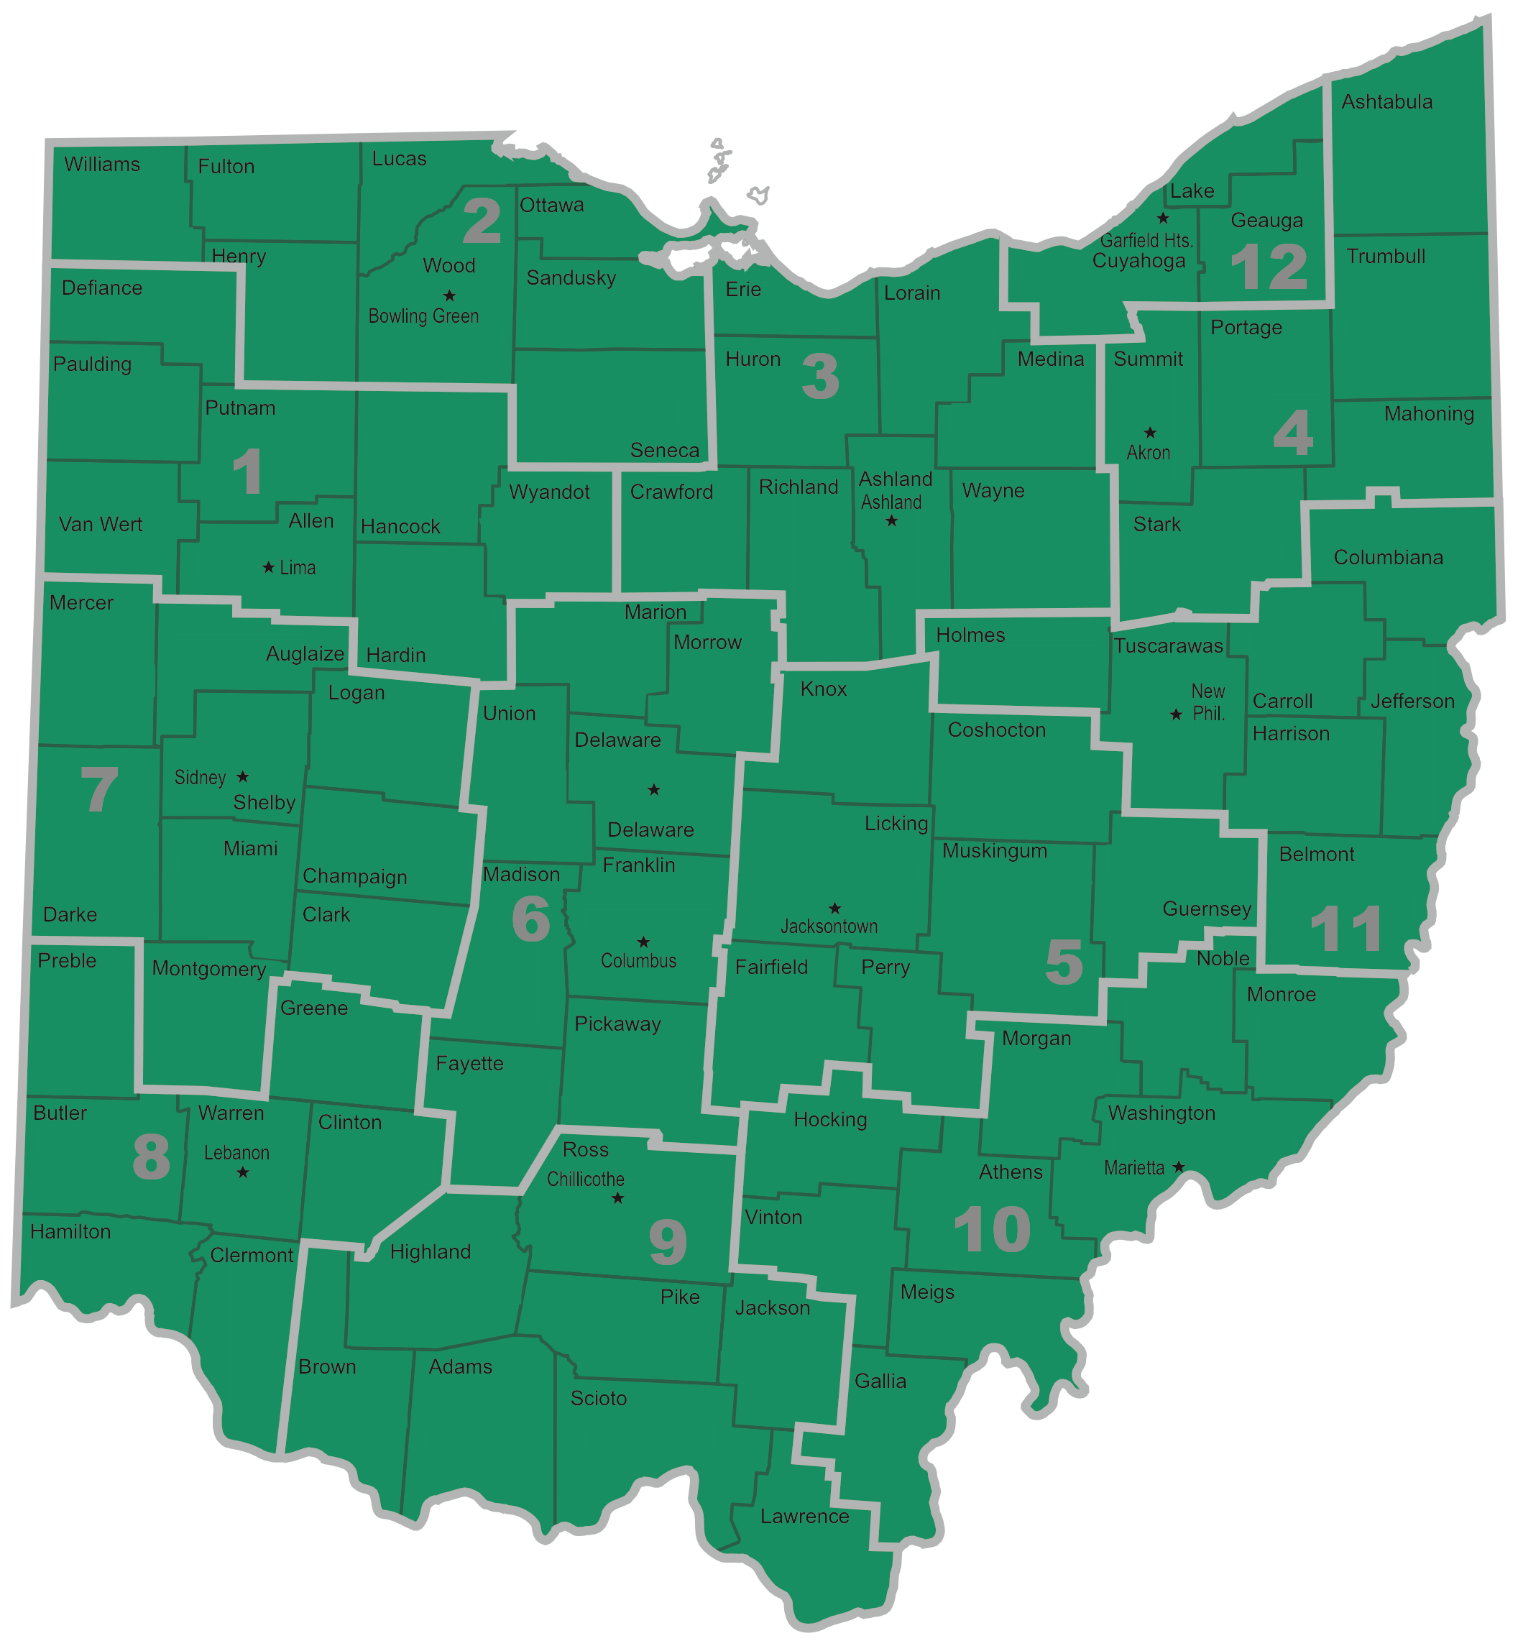 Ashtabula
Williams
Fulton
Lucas
Lake
Ottawa
2
Geauga
Garfield Hts.
Cuyahoga
12
Henry
Wood
Trumbull
Defiance
Sandusky
Erie
Lorain
Bowling Green
Portage
Paulding
Huron
3
Medina
Summit
Putnam
Mahoning
4
1
Seneca
Akron
Wyandot
Crawford
Richland
Ashland
Ashland
Wayne
Van Wert
Allen
Hancock
Stark
Lima
Columbiana
Mercer
Marion
Morrow
Holmes
Tuscarawas
Auglaize
Hardin
Logan
Knox
New
Phil.
Carroll
Jefferson
Union
Delaware
Coshocton
Harrison
7
Sidney
Shelby
Delaware
Licking
Miami
Muskingum
Belmont
Champaign
Madison
Franklin
Darke
Clark
6
Jacksontown
Guernsey
11
Preble
Montgomery
Columbus
Fairfield
Perry
5
Noble
Greene
Pickaway
Monroe
Morgan
Fayette
Butler
Warren
Clinton
Hocking
Washington
8
Lebanon
Ross
Chillicothe
Athens
Marietta
Hamilton
Clermont
Highland
9
Vinton
10
Pike
Jackson
Meigs
Brown
Adams
Scioto
Gallia
Lawrence